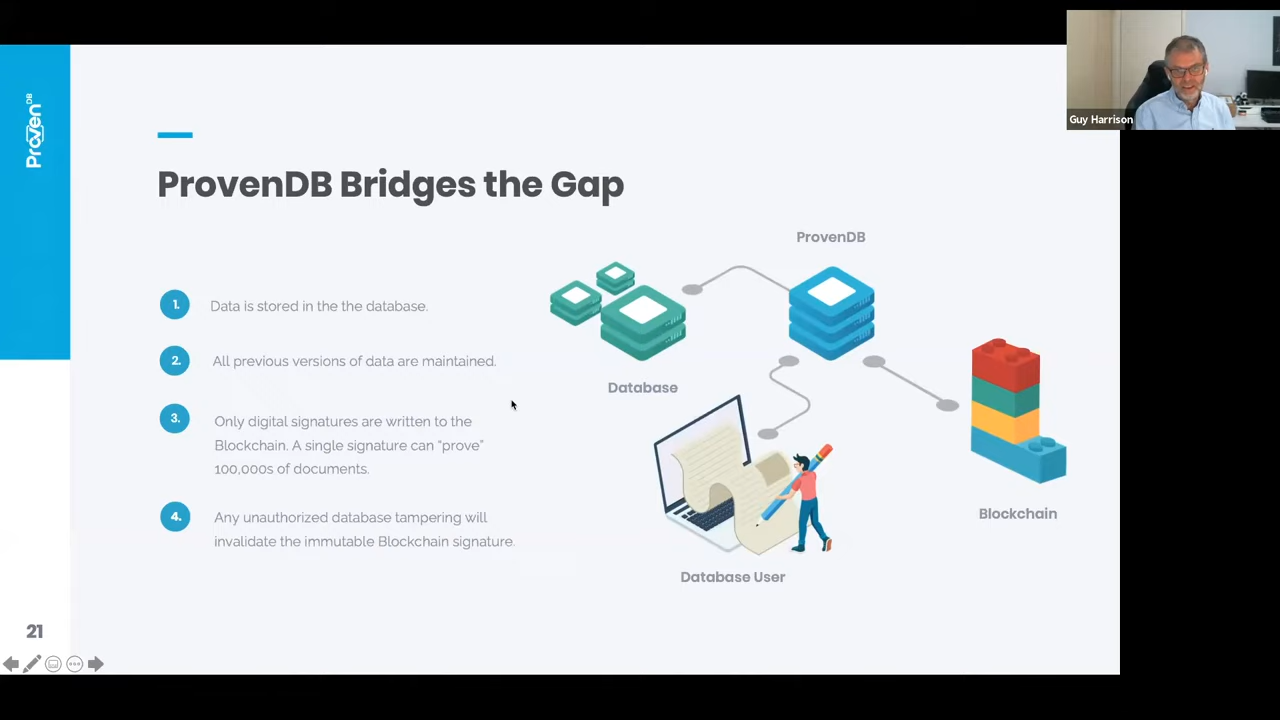 Guy Harrison
ProvenDB
ProvenDB Bridges the Gap
1. Data is stored in the the database.
2. All previous versions of data are maintained.
3. Only digital signatures are written to the
Blockchain. A single signature can “prove”
100,000s of documents.
4. Any unauthorized database tampering will
invalidate the immutable Blockchain signature.
ProvenDB
Database
Database User
Blockchain
21